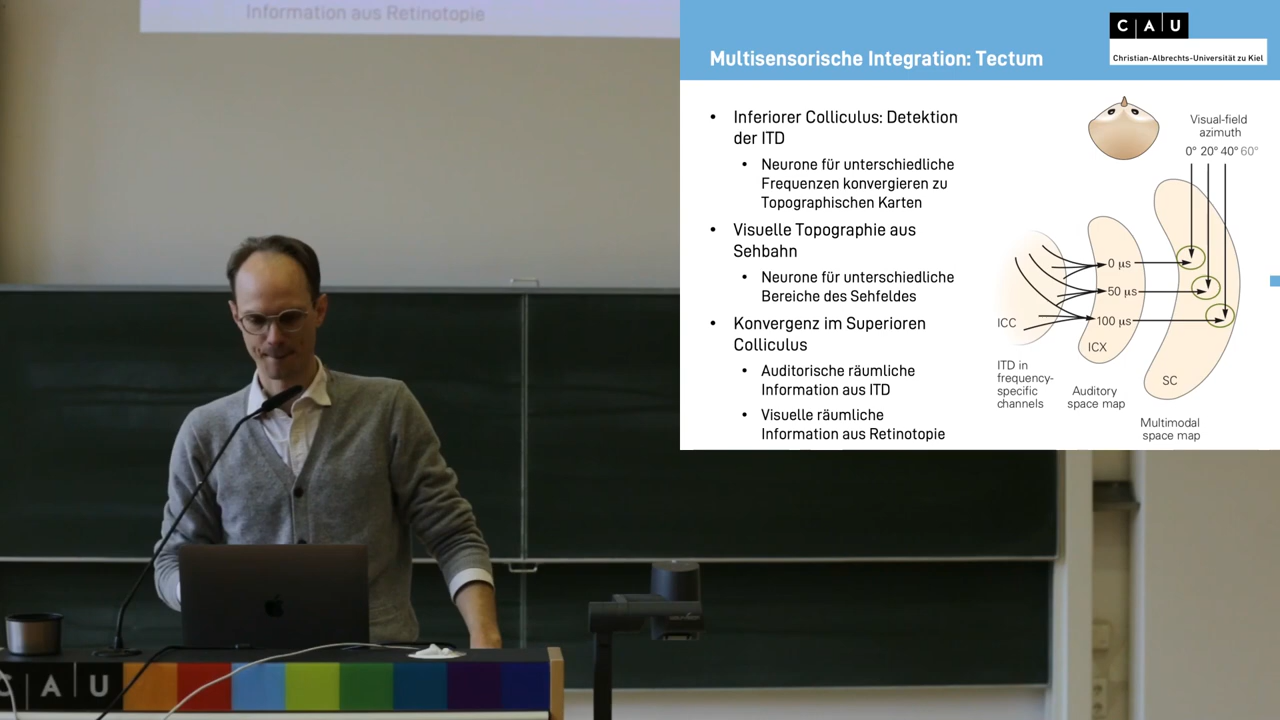 Information aus Retinotopie
Multisensorische Integration: Tectum
C A U
Christian-Albrechts-Universität zu Kiel
• Inferiorer Colliculus: Detektion
der ITD
• Neurone für unterschiedliche
Frequenzen konvergieren zu
Topographischen Karten
• Visuelle Topographie aus
Sehbahn
• Neurone für unterschiedliche
Bereiche des Sehfeldes
• Konvergenz im Superioren
Colliculus
• Auditorische räumliche
Information aus ITD
• Visuelle räumliche
Information aus Retinotopie
Visual-field
azimuth
0° 20° 40° 60°
0 µs
50 µs
100 µs
ICC
ICX
SC
ITD in
frequency-
specific
channels
Auditory
space map
Multimodal
space map
C A U